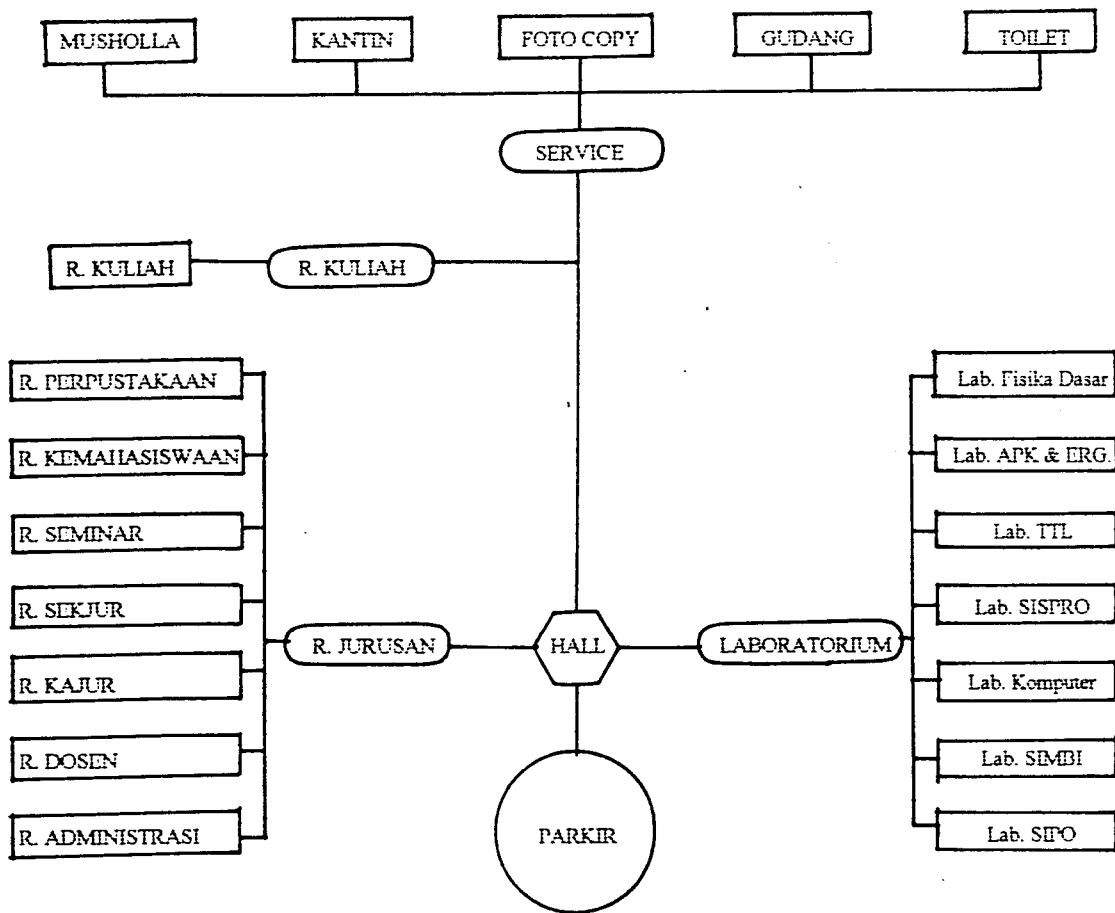 MUSHOLLA
KANTIN
FOTO COPY
GUDANG
TOILET
SERVICE
R. KULIAH
R. KULIAH
R. PERPUSTAKAAN
R. KEMAHASISWAAN
R. SEMINAR
R. SEKJUR
R. KAJUR
R. DOSEN
R. ADMINISTRASI
R. JURUSAN
HALL
LABORATORIUM
PARKIR
Lab. Fisika Dasar
Lab. APK & ERG.
Lab. TTL
Lab. SISPRO
Lab. Komputer
Lab. SIMBI
Lab. SIPO